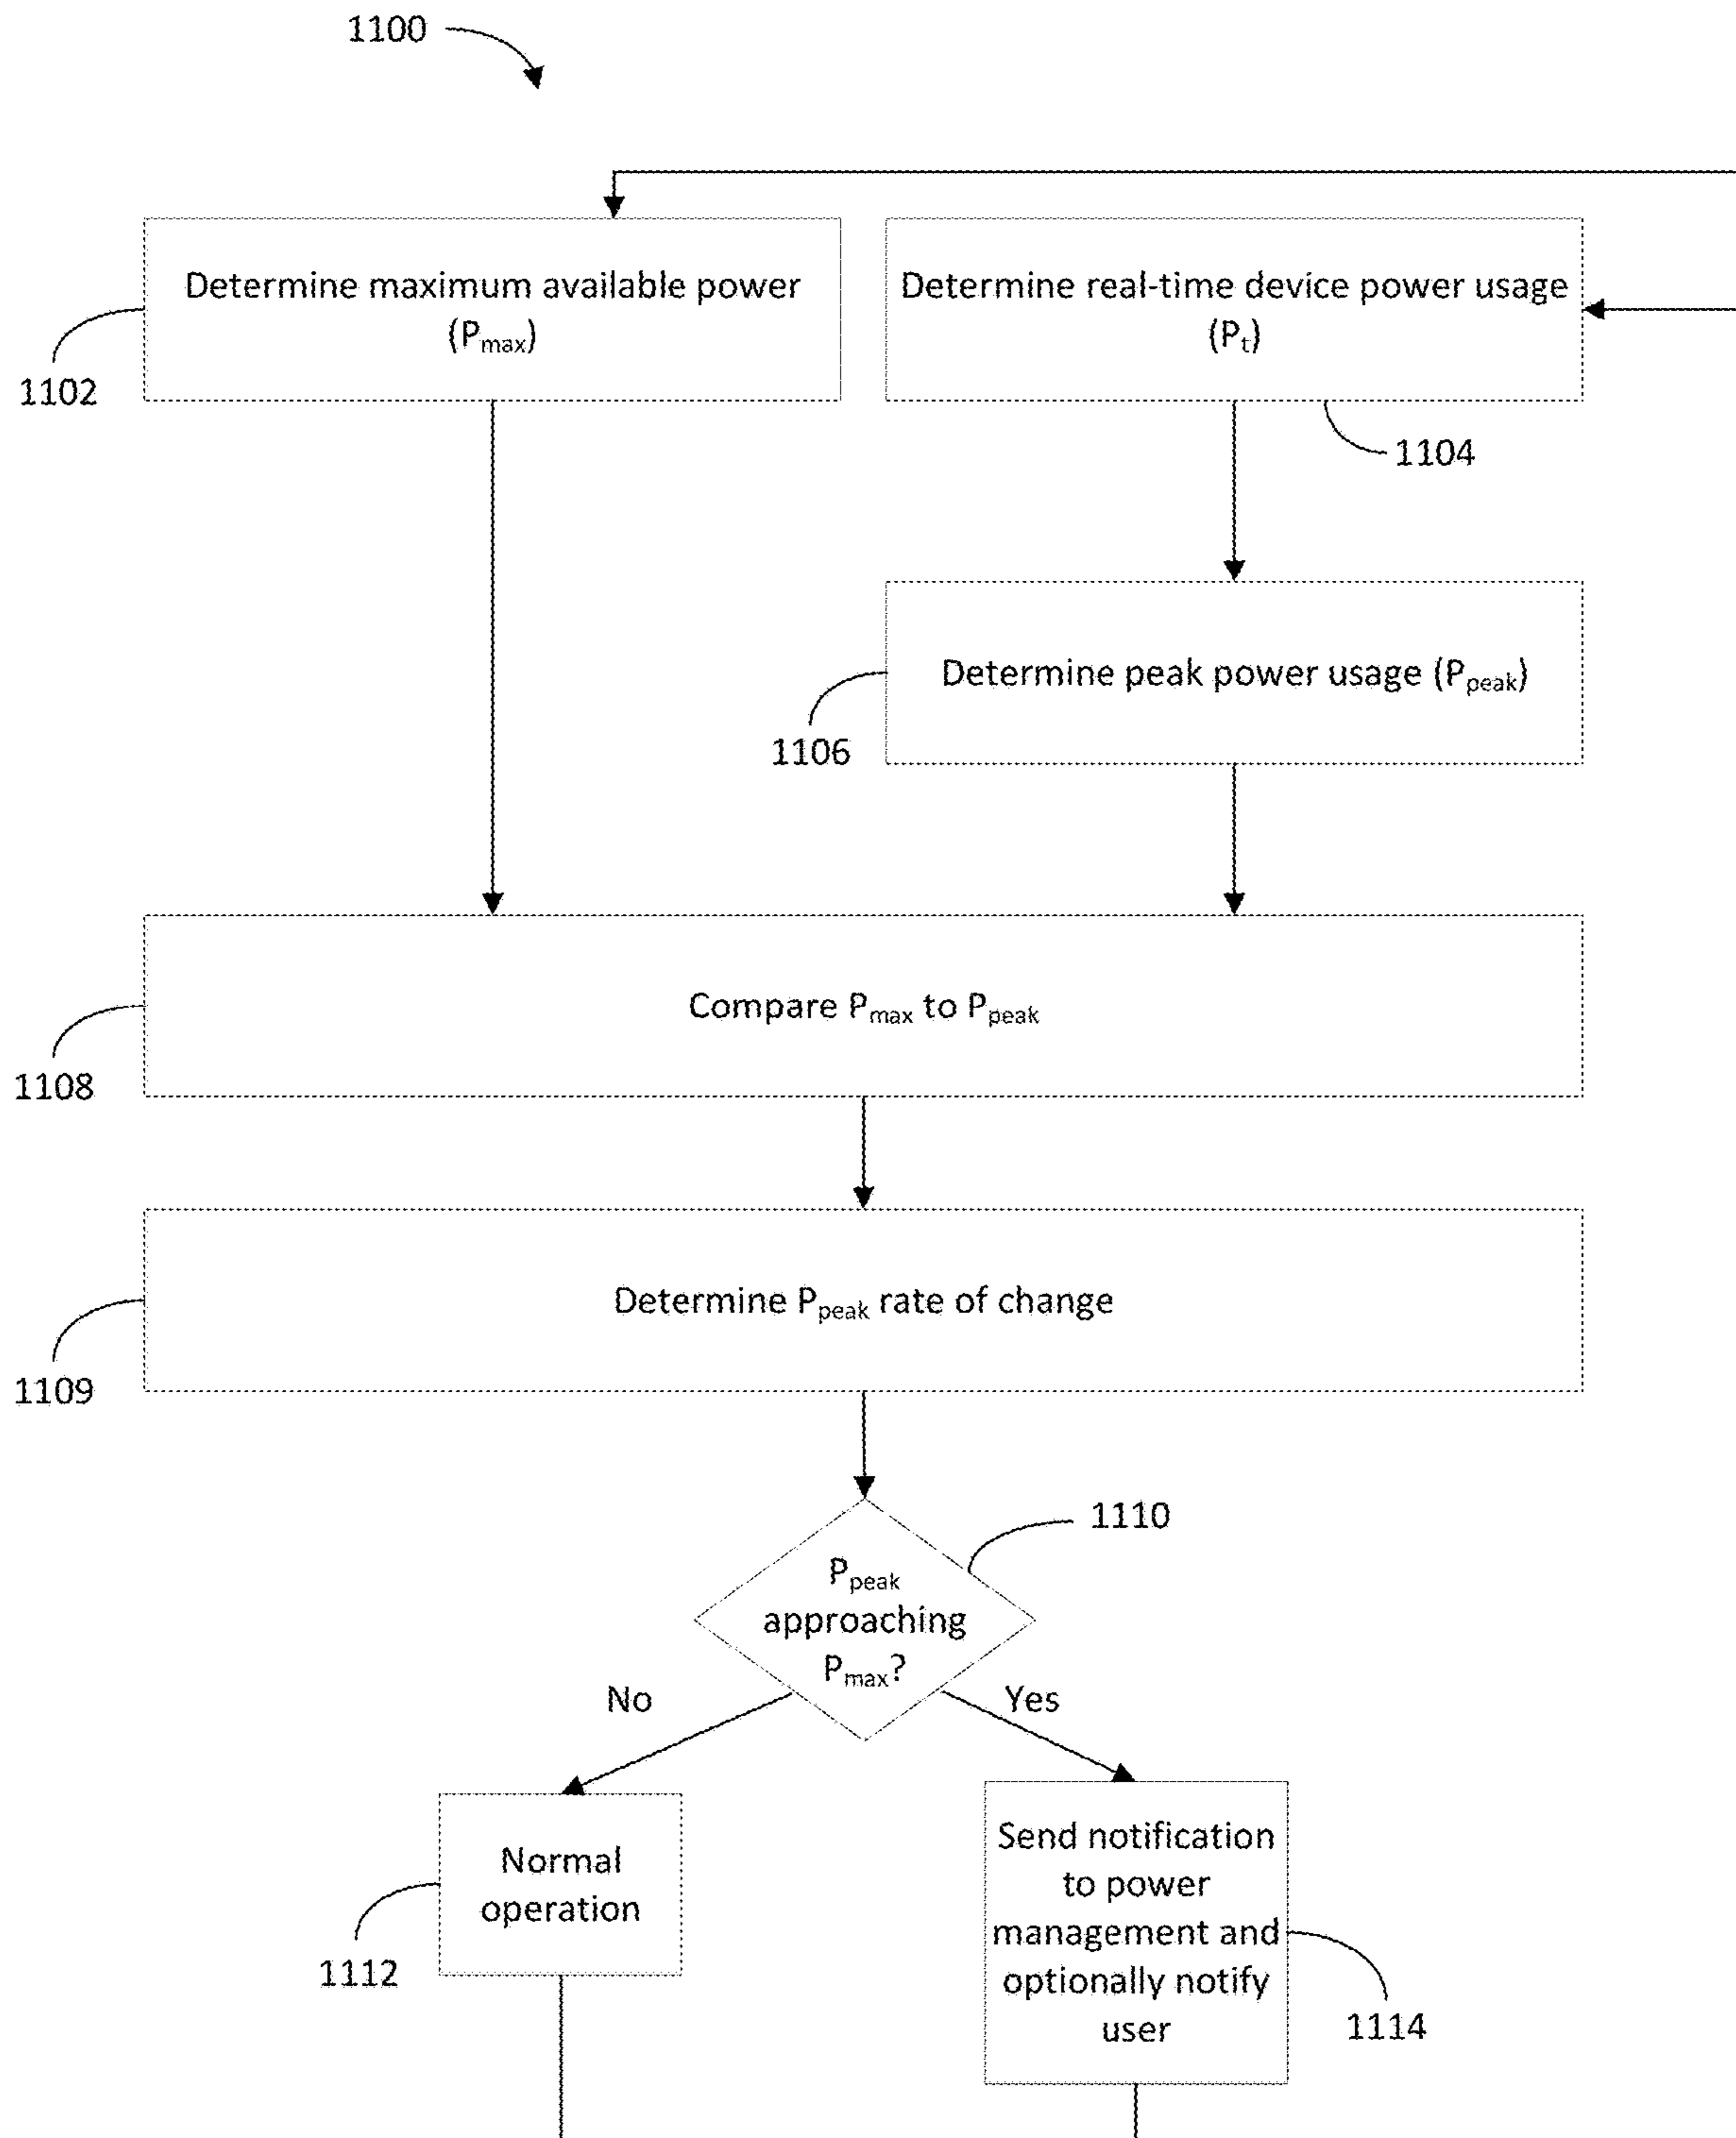 1100
Determine maximum available power
(Pmax)
1102
Determine real-time device power usage
(Pt)
1104
Determine peak power usage (Ppeak)
1106
Compare Pmax to Ppeak
1108
Determine Ppeak rate of change
1109
1110
Ppeak
approaching
Pmax?
No
Yes
Normal
operation
1112
Send notification
to power
management and
optionally notify
user
1114